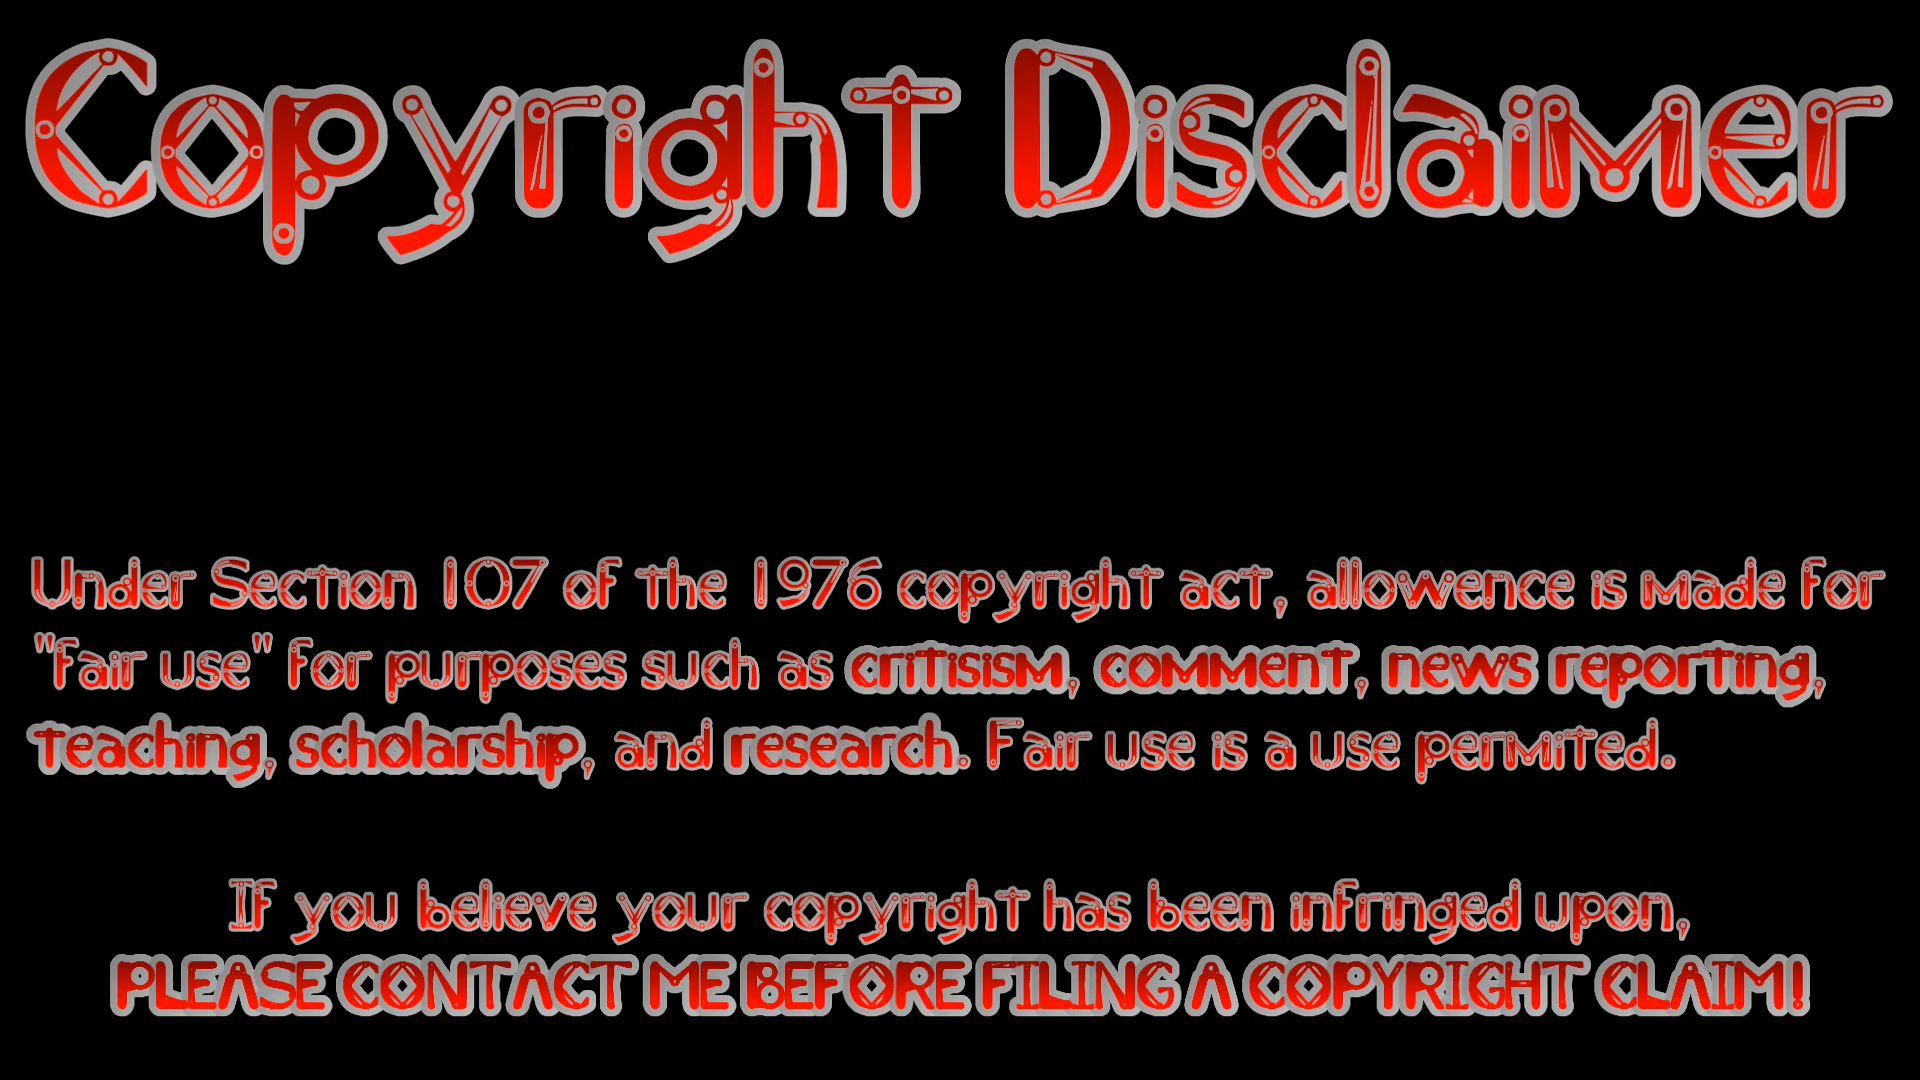 Copyright Disclaimer
Under Section 107 of the 1976 copyright act, allowence is made for
"fair use" for purposes such as critisism, comment, news reporting,
teaching, scholarship, and research. Fair use is a use permited.
If you believe your copyright has been infringed upon,
PLEASE CONTACT ME BEFORE FILING A COPYRIGHT CLAIM!